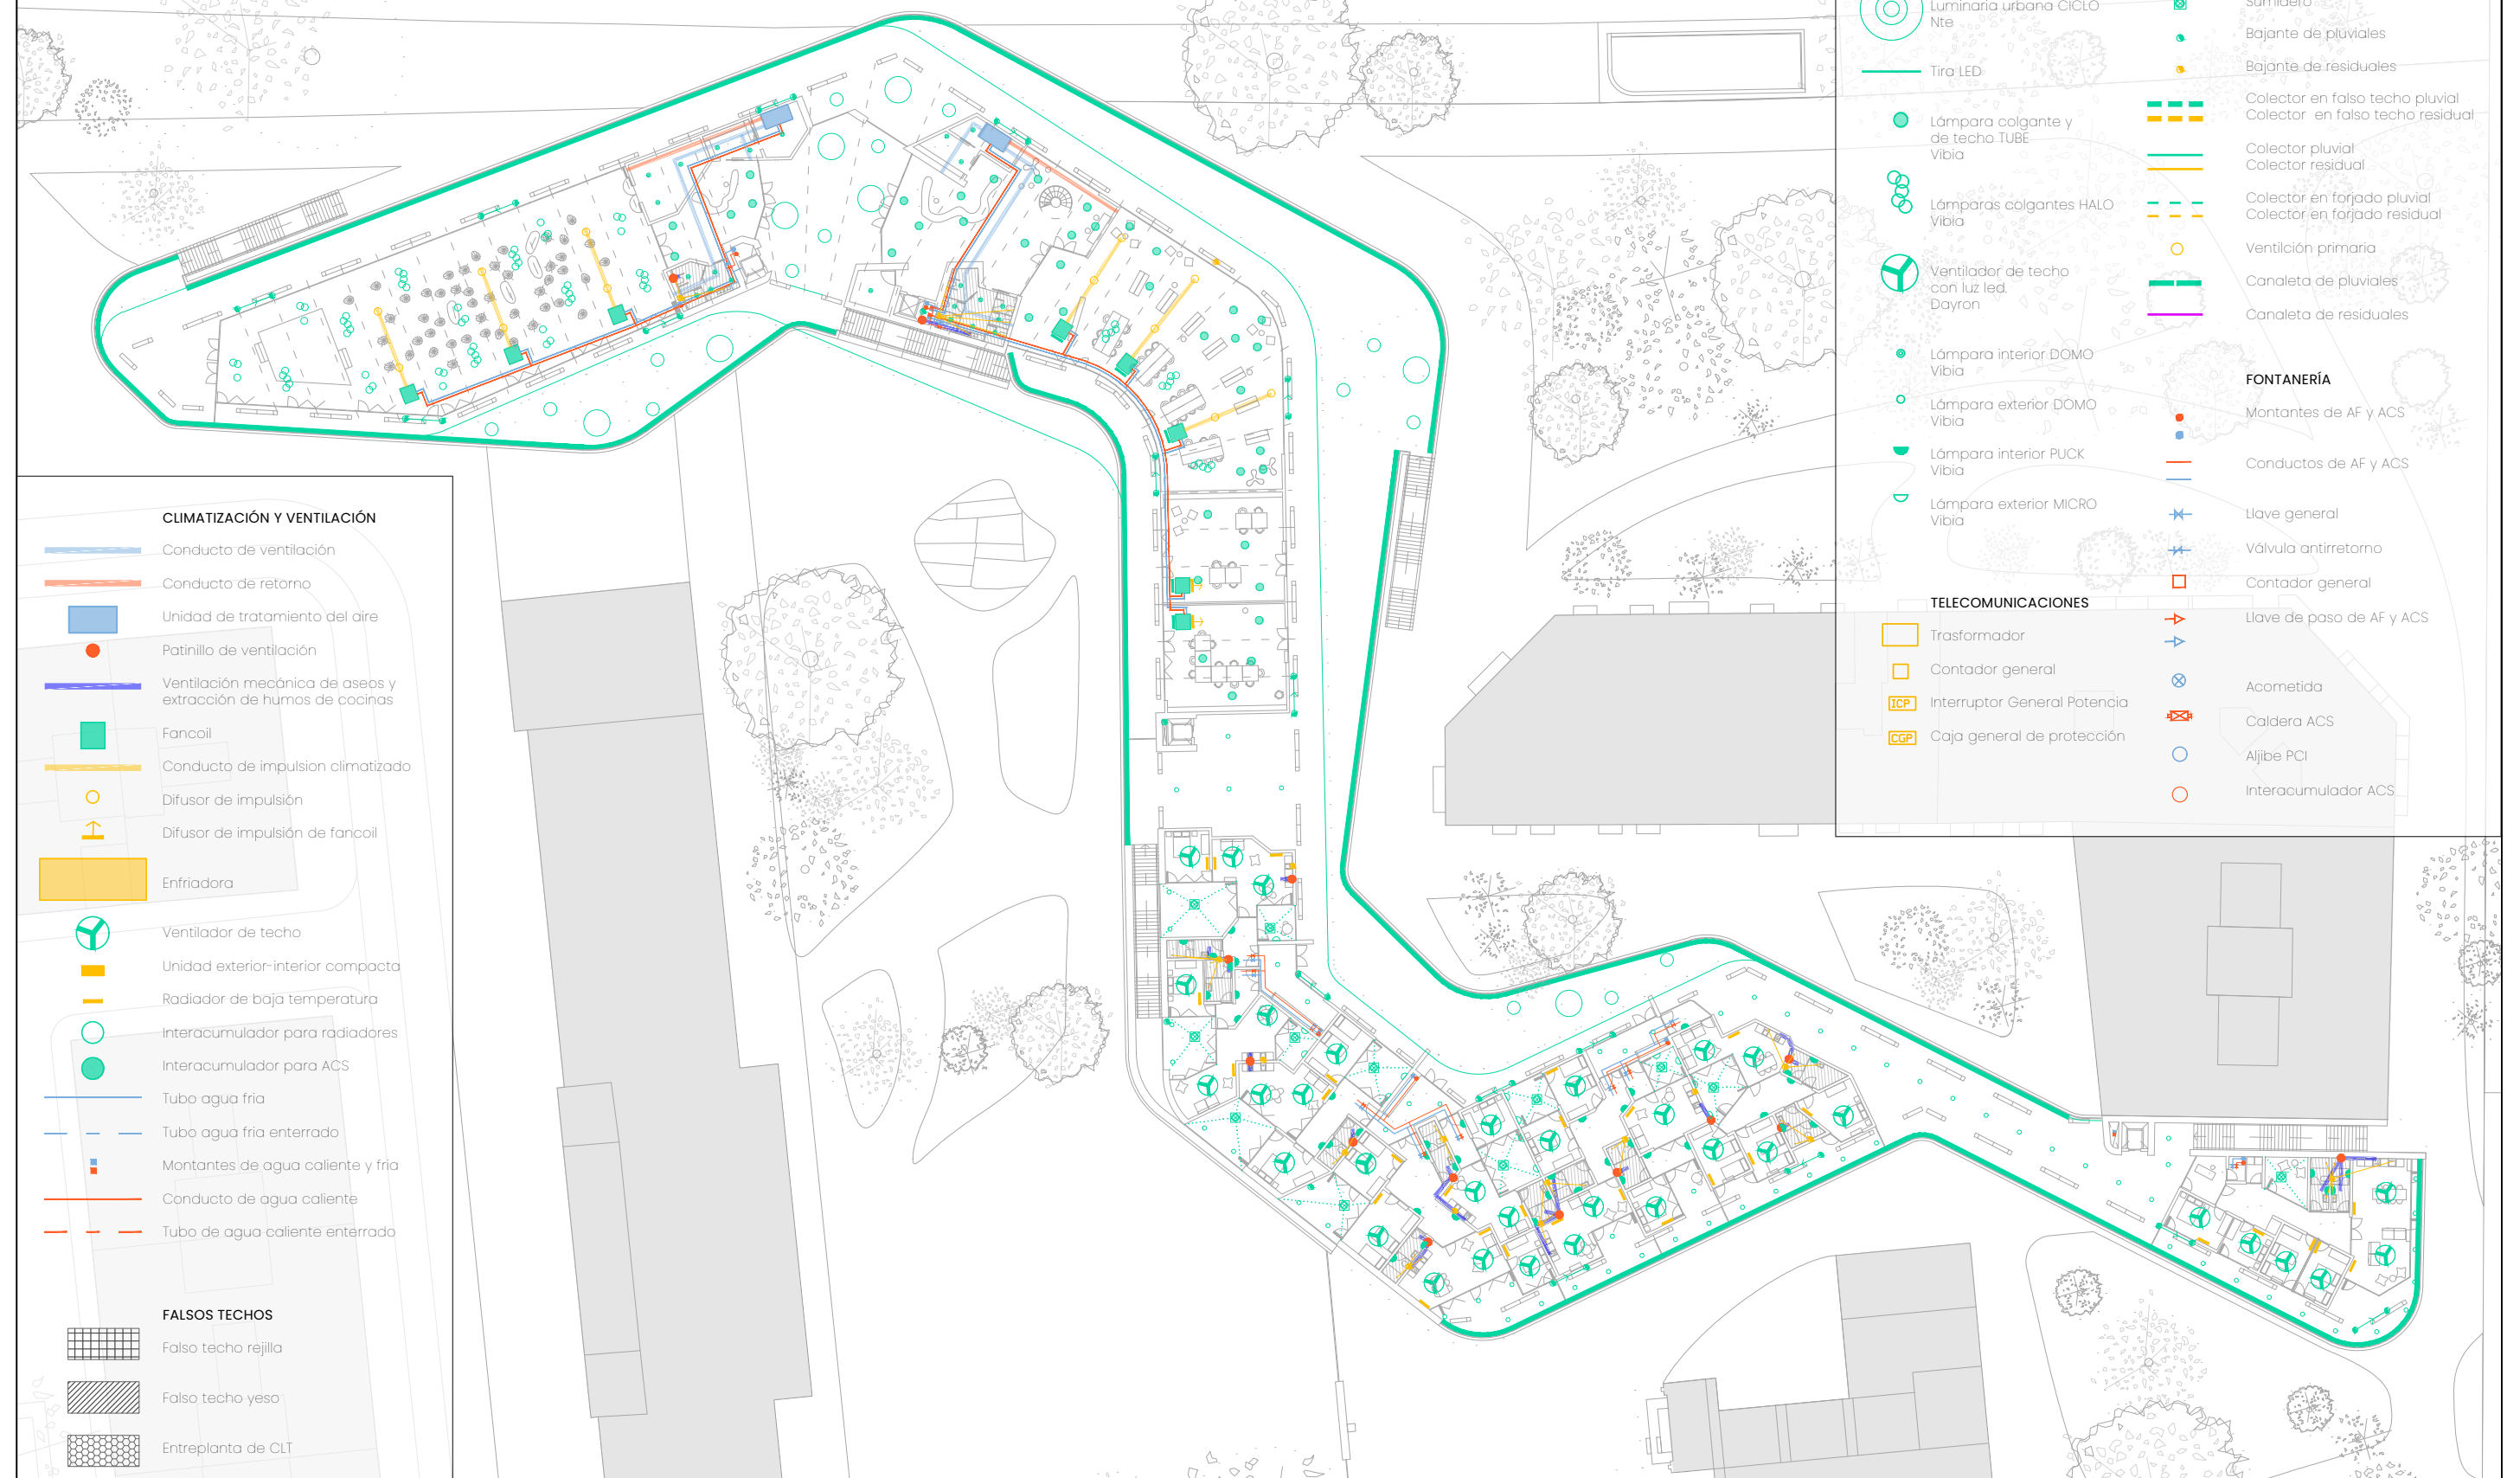 CLIMATIZACIÓN Y VENTILACIÓN
Conducto de ventilación
Conducto de retorno
Unidad de tratamiento del aire
Patinillo de ventilación
Ventilación mecánica de aseos y
extracción de humos de cocinas
Fancoil
Conducto de impulsion climatizado
Difusor de impulsión
Difusor de impulsión de fancoil
Enfriadora
Ventilador de techo
Unidad exterior-interior compacta
Radiador de baja temperatura
Interacumulador para radiadores
Interacumulador para ACS
Tubo agua fria
Tubo agua fria enterrado
Montantes de agua caliente y fria
Conducto de agua caliente
Tubo de agua caliente enterrado
FALSOS TECHOS
Falso techo rejilla
Falso techo yeso
Entreplanta de CLT
Luminaria urbana CICLO
Nte
Tira LED
Lámpara colgante y
de techo TUBE
Vibia
Lámparas colgantes HALO
Vibia
Ventilador de techo
con luz led.
Dayron
Lámpara interior DOMO
Vibia
Lámpara exterior DOMO
Vibia
Lámpara interior PUCK
Vibia
Lámpara exterior MICRO
Vibia
TELECOMUNICACIONES
Trasformador
Contador general
ICP Interruptor General Potencia
CGP Caja general de protección
Sumidero
Bajante de pluviales
Bajante de residuales
Colector en falso techo pluvial
Colector en falso techo residual
Colector pluvial
Colector residual
Colector en forjado pluvial
Colector en forjado residual
Ventilción primaria
Canaleta de pluviales
Canaleta de residuales
FONTANERÍA
Montantes de AF y ACS
Conductos de AF y ACS
Llave general
Válvula antirretorno
Contador general
Llave de paso de AF y ACS
Acometida
Caldera ACS
Aljibe PCI
Interacumulador ACS